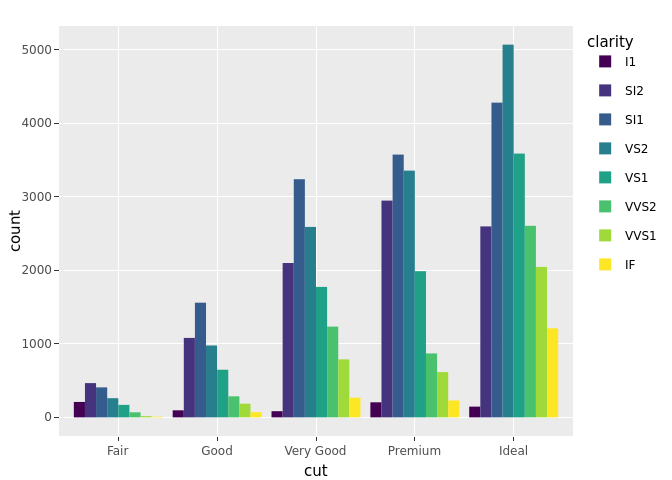 5000
4000
3000
2000
1000
0
count
Fair
Good
Very Good
Premium
Ideal
cut
clarity
I1
SI2
SI1
VS2
VS1
VVS2
VVS1
IF